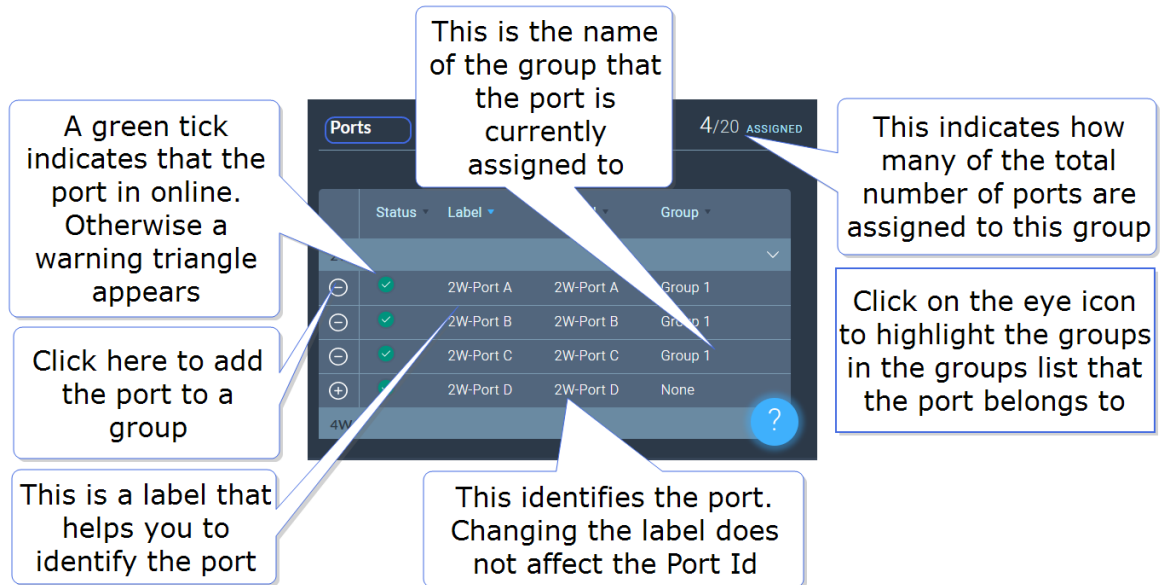 This is the name
of the group that
the port is
currently
assigned to
A green tick
indicates that the
port in online.
Otherwise a
warning triangle
appears
Click here to add
the port to a
group
This is a label that
helps you to
identify the port
Ports
4/20 ASSIGNED
Status Label Group
2W-Port A 2W-Port A Group 1
2W-Port B 2W-Port B Group 1
2W-Port C 2W-Port C Group 1
2W-Port D 2W-Port D None
4W
?
This identifies the port.
Changing the label does
not affect the Port Id
This indicates how
many of the total
number of ports are
assigned to this group
Click on the eye icon
to highlight the groups
in the groups list that
the port belongs to